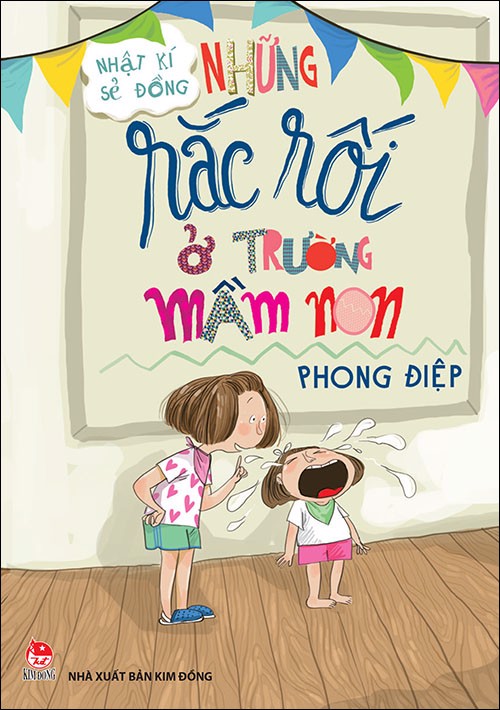 NHẬT KÍ
SẺ ĐỒNG
NHỮNG
rắc rối
ở TRƯỜNG
MẦM NON
PHONG ĐIỆP
KIM ĐỒNG
NHÀ XUẤT BẢN KIM ĐỒNG